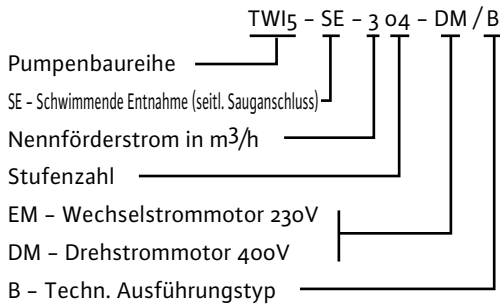 TWI5 – SE – 3 04 – DM / B
Pumpenbaureihe
SE – Schwimmende Entnahme (seitl. Sauganschluss)
Nennförderstrom in m³/h
Stufenzahl
EM – Wechselstrommotor 230V
DM – Drehstrommotor 400V
B – Techn. Ausführungstyp